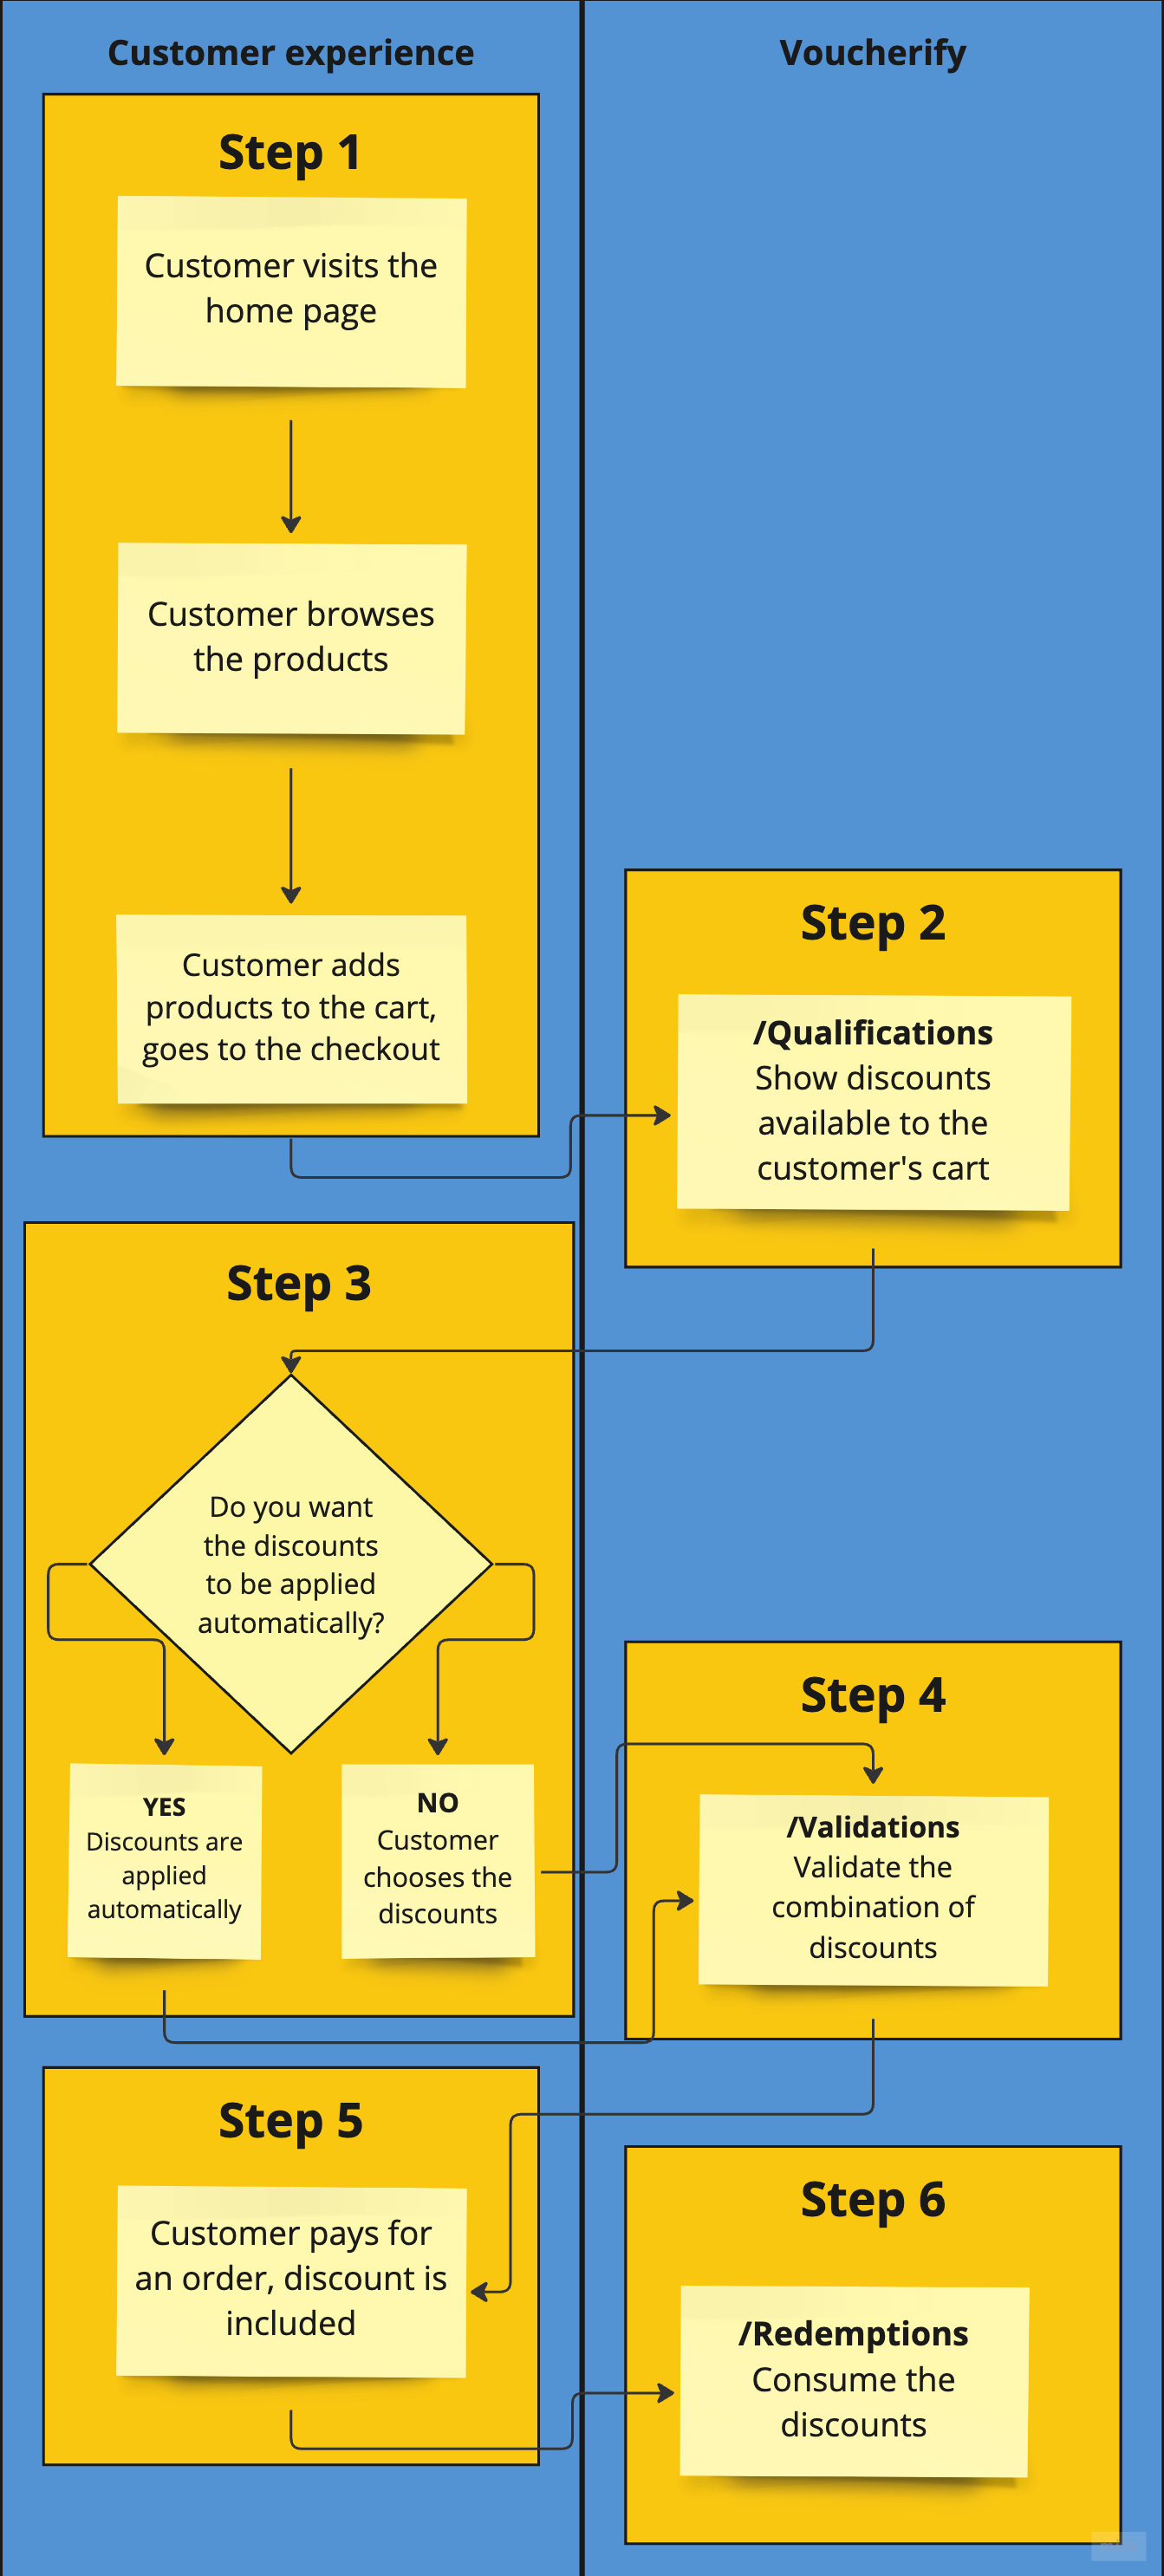 Customer experience
Voucherify
Step 1
Customer visits the
home page
Customer browses
the products
Customer adds
products to the cart,
goes to the checkout
Step 2
/Qualifications
Show discounts
available to the
customer's cart
Step 3
Do you want
the discounts
to be applied
automatically?
YES
Discounts are
applied
automatically
NO
Customer
chooses the
discounts
Step 4
/Validations
Validate the
combination of
discounts
Step 5
Customer pays for
an order, discount is
included
Step 6
/Redemptions
Consume the
discounts